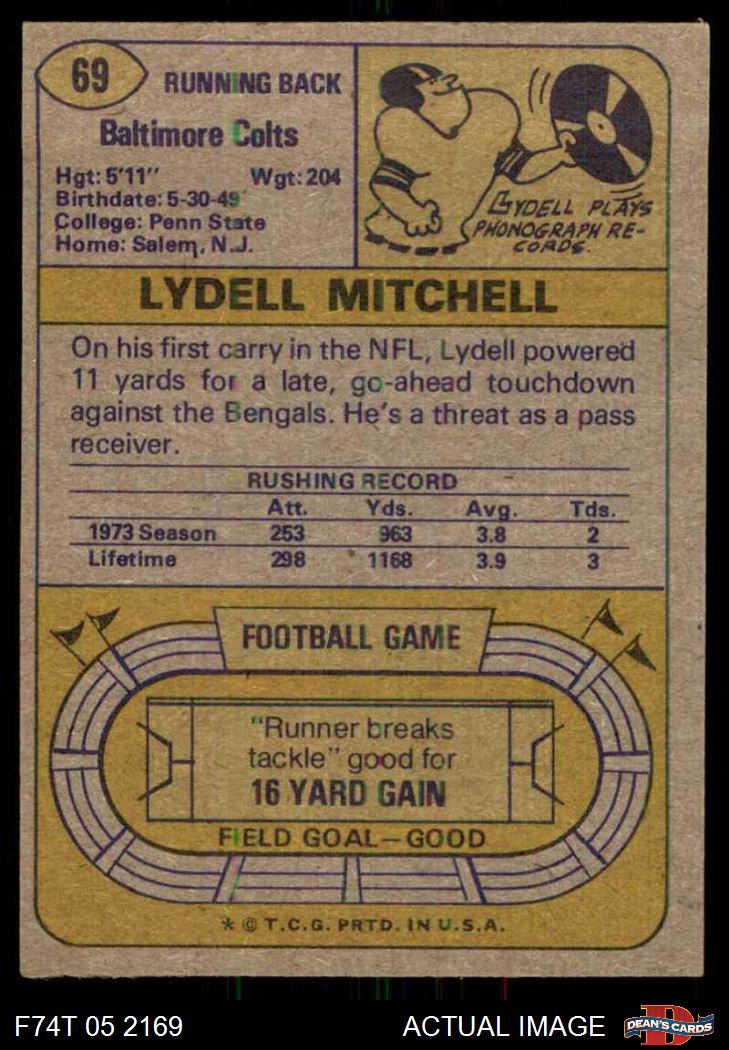 69
RUNNING BACK
Baltimore Colts
Hgt: 5'11" Wgt: 204
Birthdate: 5-30-49
College: Penn State
Home: Salem, N.J.
LYDELL PLAYS
PHONOGRAPH RE-
CORDS.
LYDELL MITCHELL
On his first carry in the NFL, Lydell powered
11 yards for a late, go-ahead touchdown
against the Bengals. He's a threat as a pass
receiver.
RUSHING RECORD
Att. Yds. Avg. Tds.
1973 Season 253 963 3.8 2
Lifetime 298 1168 3.9 3
FOOTBALL GAME
"Runner breaks
tackle" good for
16 YARD GAIN
FIELD GOAL—GOOD
* © T.C.G. PRTD. IN U.S.A.
F74T 05 2169 ACTUAL IMAGE
D
DEAN'S CARDS